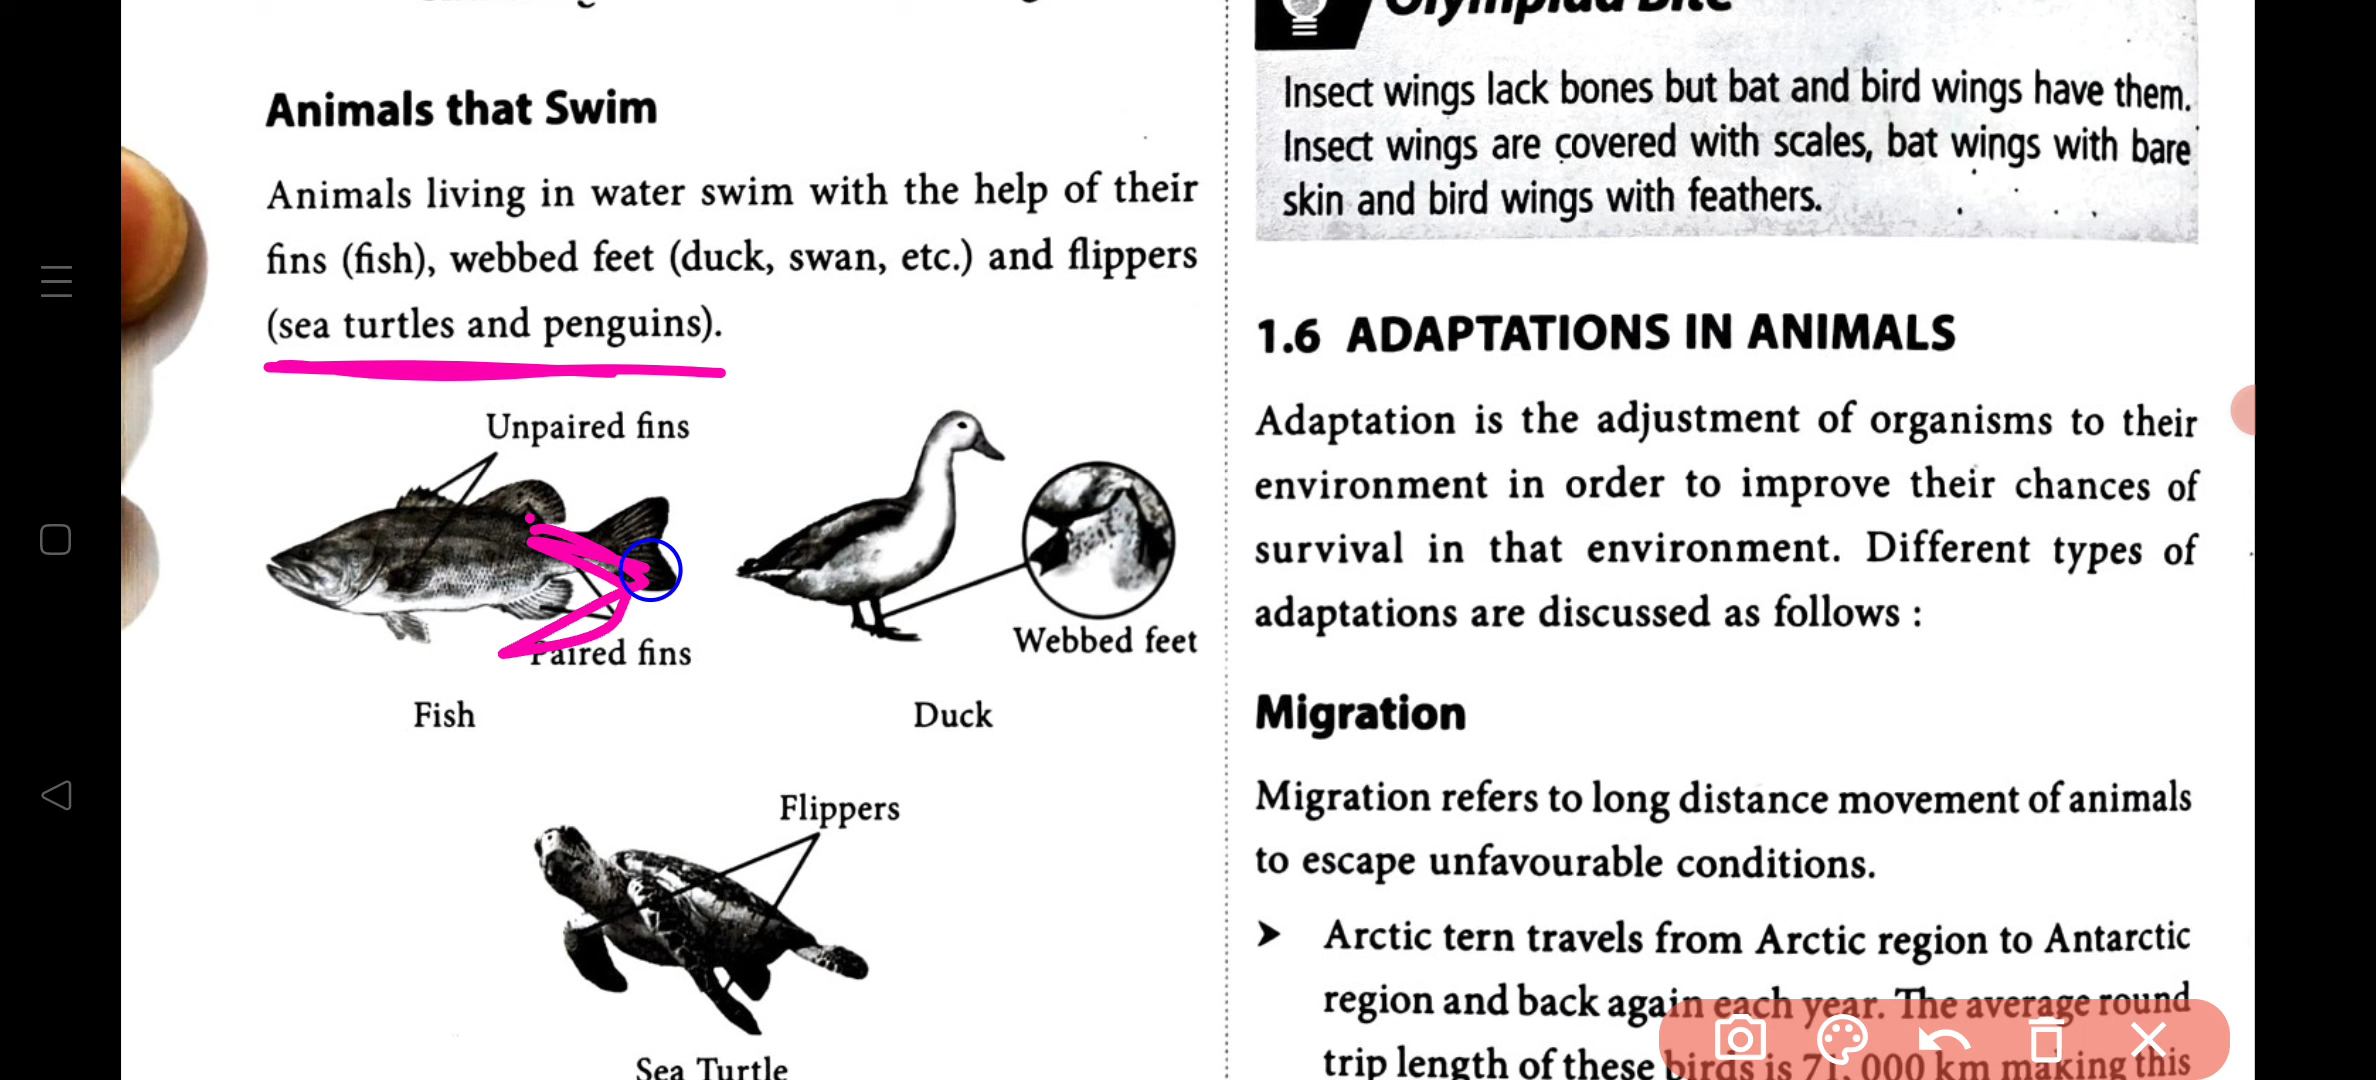 Animals that Swim
Animals living in water swim with the help of their
fins (fish), webbed feet (duck, swan, etc.) and flippers
(sea turtles and penguins).
Unpaired fins
Paired fins
Fish
Webbed feet
Duck
Flippers
Sea Turtle
Olympiad Bite
Insect wings lack bones but bat and bird wings have them.
Insect wings are covered with scales, bat wings with bare
skin and bird wings with feathers.
1.6 ADAPTATIONS IN ANIMALS
Adaptation is the adjustment of organisms to their
environment in order to improve their chances of
survival in that environment. Different types of
adaptations are discussed as follows :
Migration
Migration refers to long distance movement of animals
to escape unfavourable conditions.
➤ Arctic tern travels from Arctic region to Antarctic
region and back again each year. The average round
trip length of these birds is 71,000 km making this